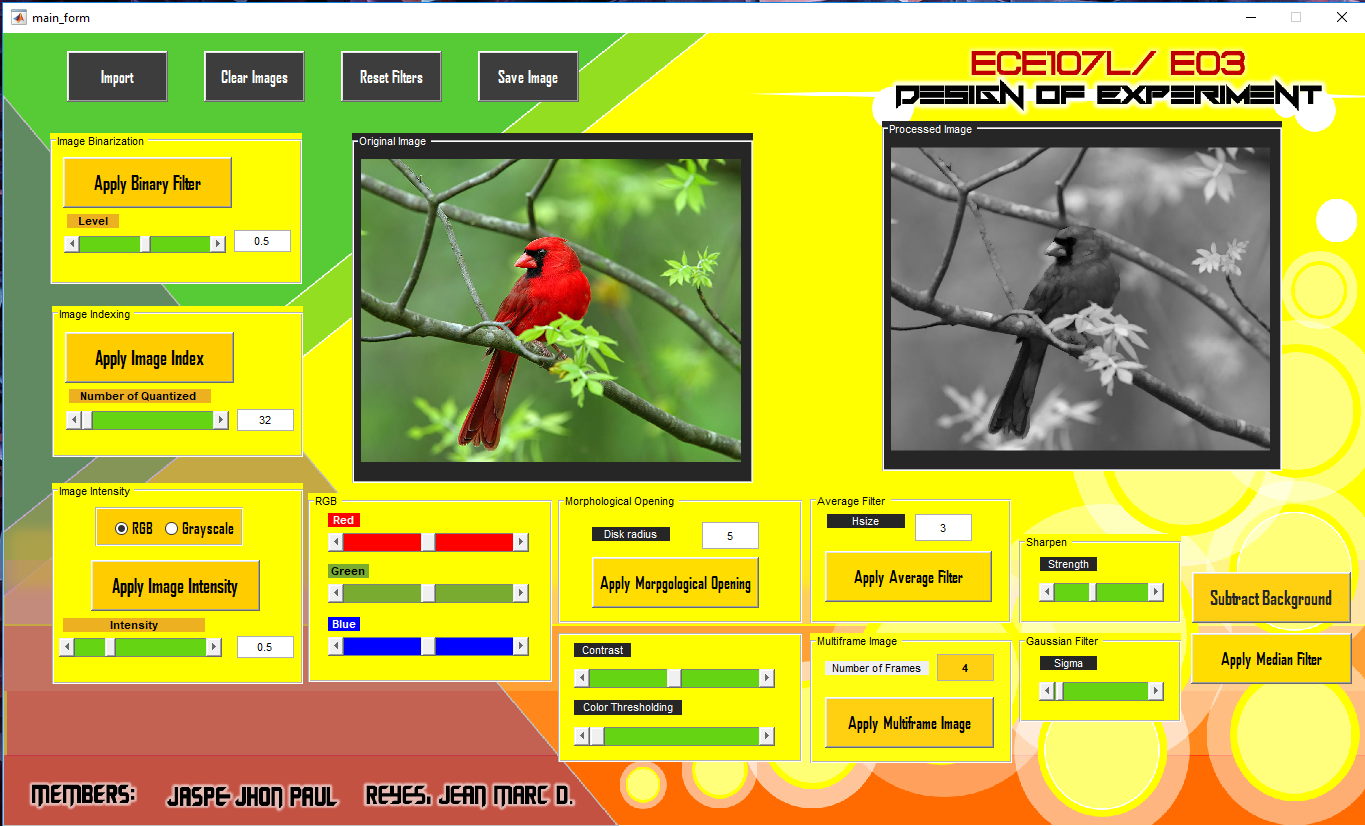 main_form
Import
Clear Images
Reset Filters
Save Image
ECE107L/ E03
DESIGN OF EXPERIMENT
Image Binarization
Apply Binary Filter
Level
0.5
Original Image
Processed Image
Image Indexing
Apply Image Index
Number of Quantized
32
Image Intensity
RGB
Grayscale
Apply Image Intensity
Intensity
0.5
RGB
Red
Green
Blue
Morphological Opening
Disk radius
5
Apply Morpgological Opening
Contrast
Color Thresholding
Average Filter
Hsize
3
Apply Average Filter
Multiframe Image
Number of Frames
4
Apply Multiframe Image
Sharpen
Strength
Gaussian Filter
Sigma
Subtract Background
Apply Median Filter
MEMBERS: JASPE JHON PAUL REYES, JEAN MARC D.